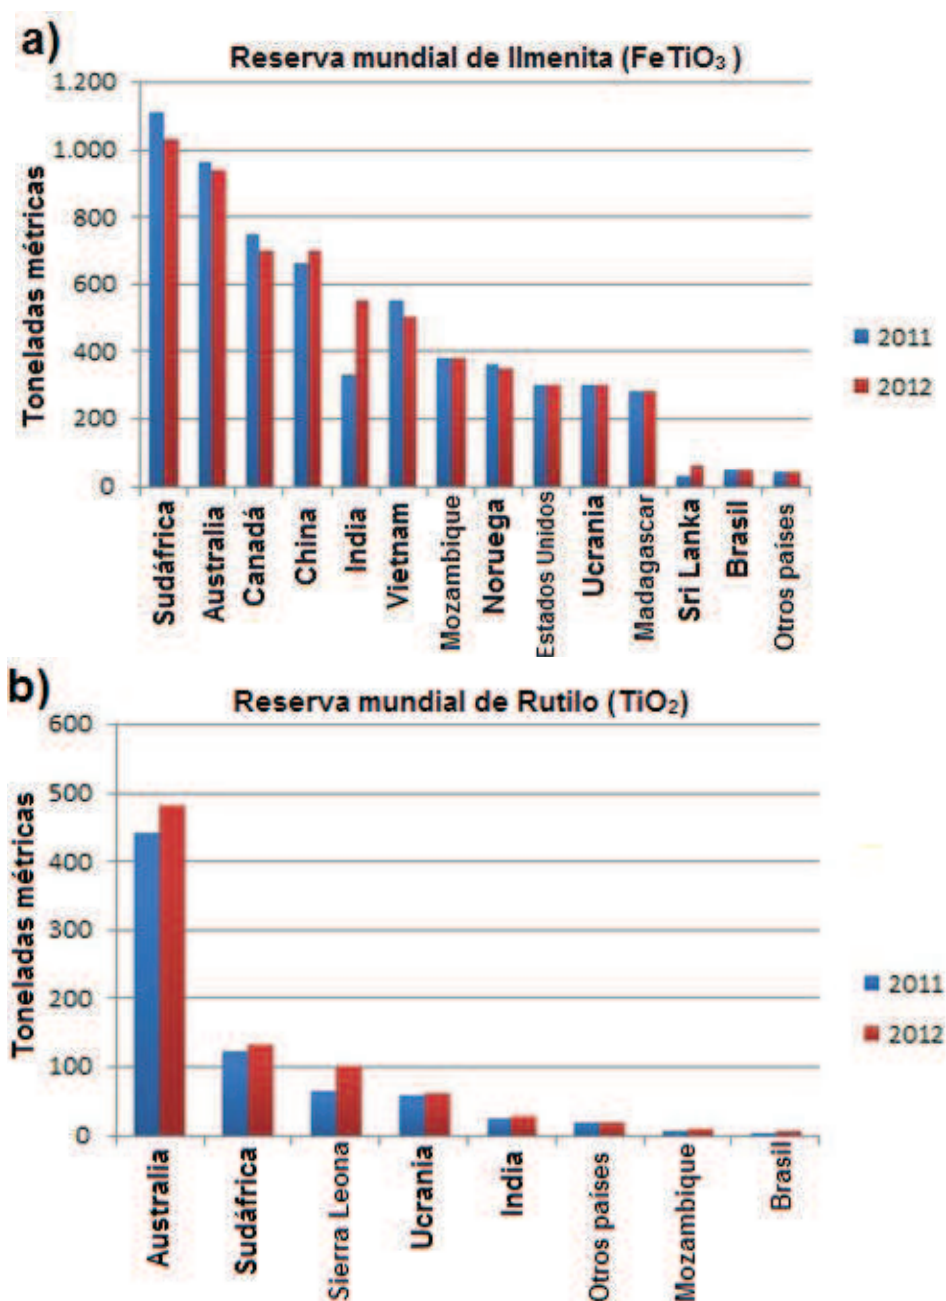 a)
Reserva mundial de Ilmenita (FeTiO₃)
Toneladas métricas
1.200
1.000
800
600
400
200
0
Sudáfrica
Australia
Canadá
China
India
Vietnam
Mozambique
Noruega
Estados Unidos
Ucrania
Madagascar
Sri Lanka
Brasil
Otros países
2011
2012
b)
Reserva mundial de Rutilo (TiO₂)
Toneladas métricas
600
500
400
300
200
100
0
Australia
Sudáfrica
Sierra Leona
Ucrania
India
Otros países
Mozambique
Brasil
2011
2012